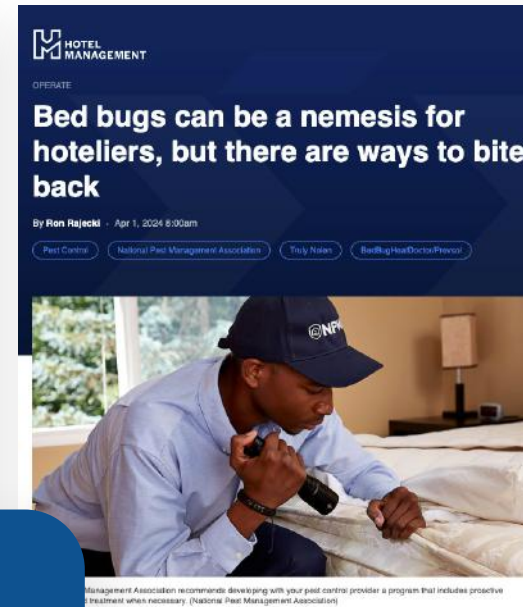 HOTEL
MANAGEMENT
OPERATE
Bed bugs can be a nemesis for
hoteliers, but there are ways to bite
back
By Ron Rajecki - Apr 1, 2024 8:00am
Pest Control
National Pest Management Association
Truly Nolen
BedBugHeatDoctor/Prevsol
NPM
Management Association recommends developing with your pest control provider a program that includes proactive
treatment when necessary. (National Pest Management Association)